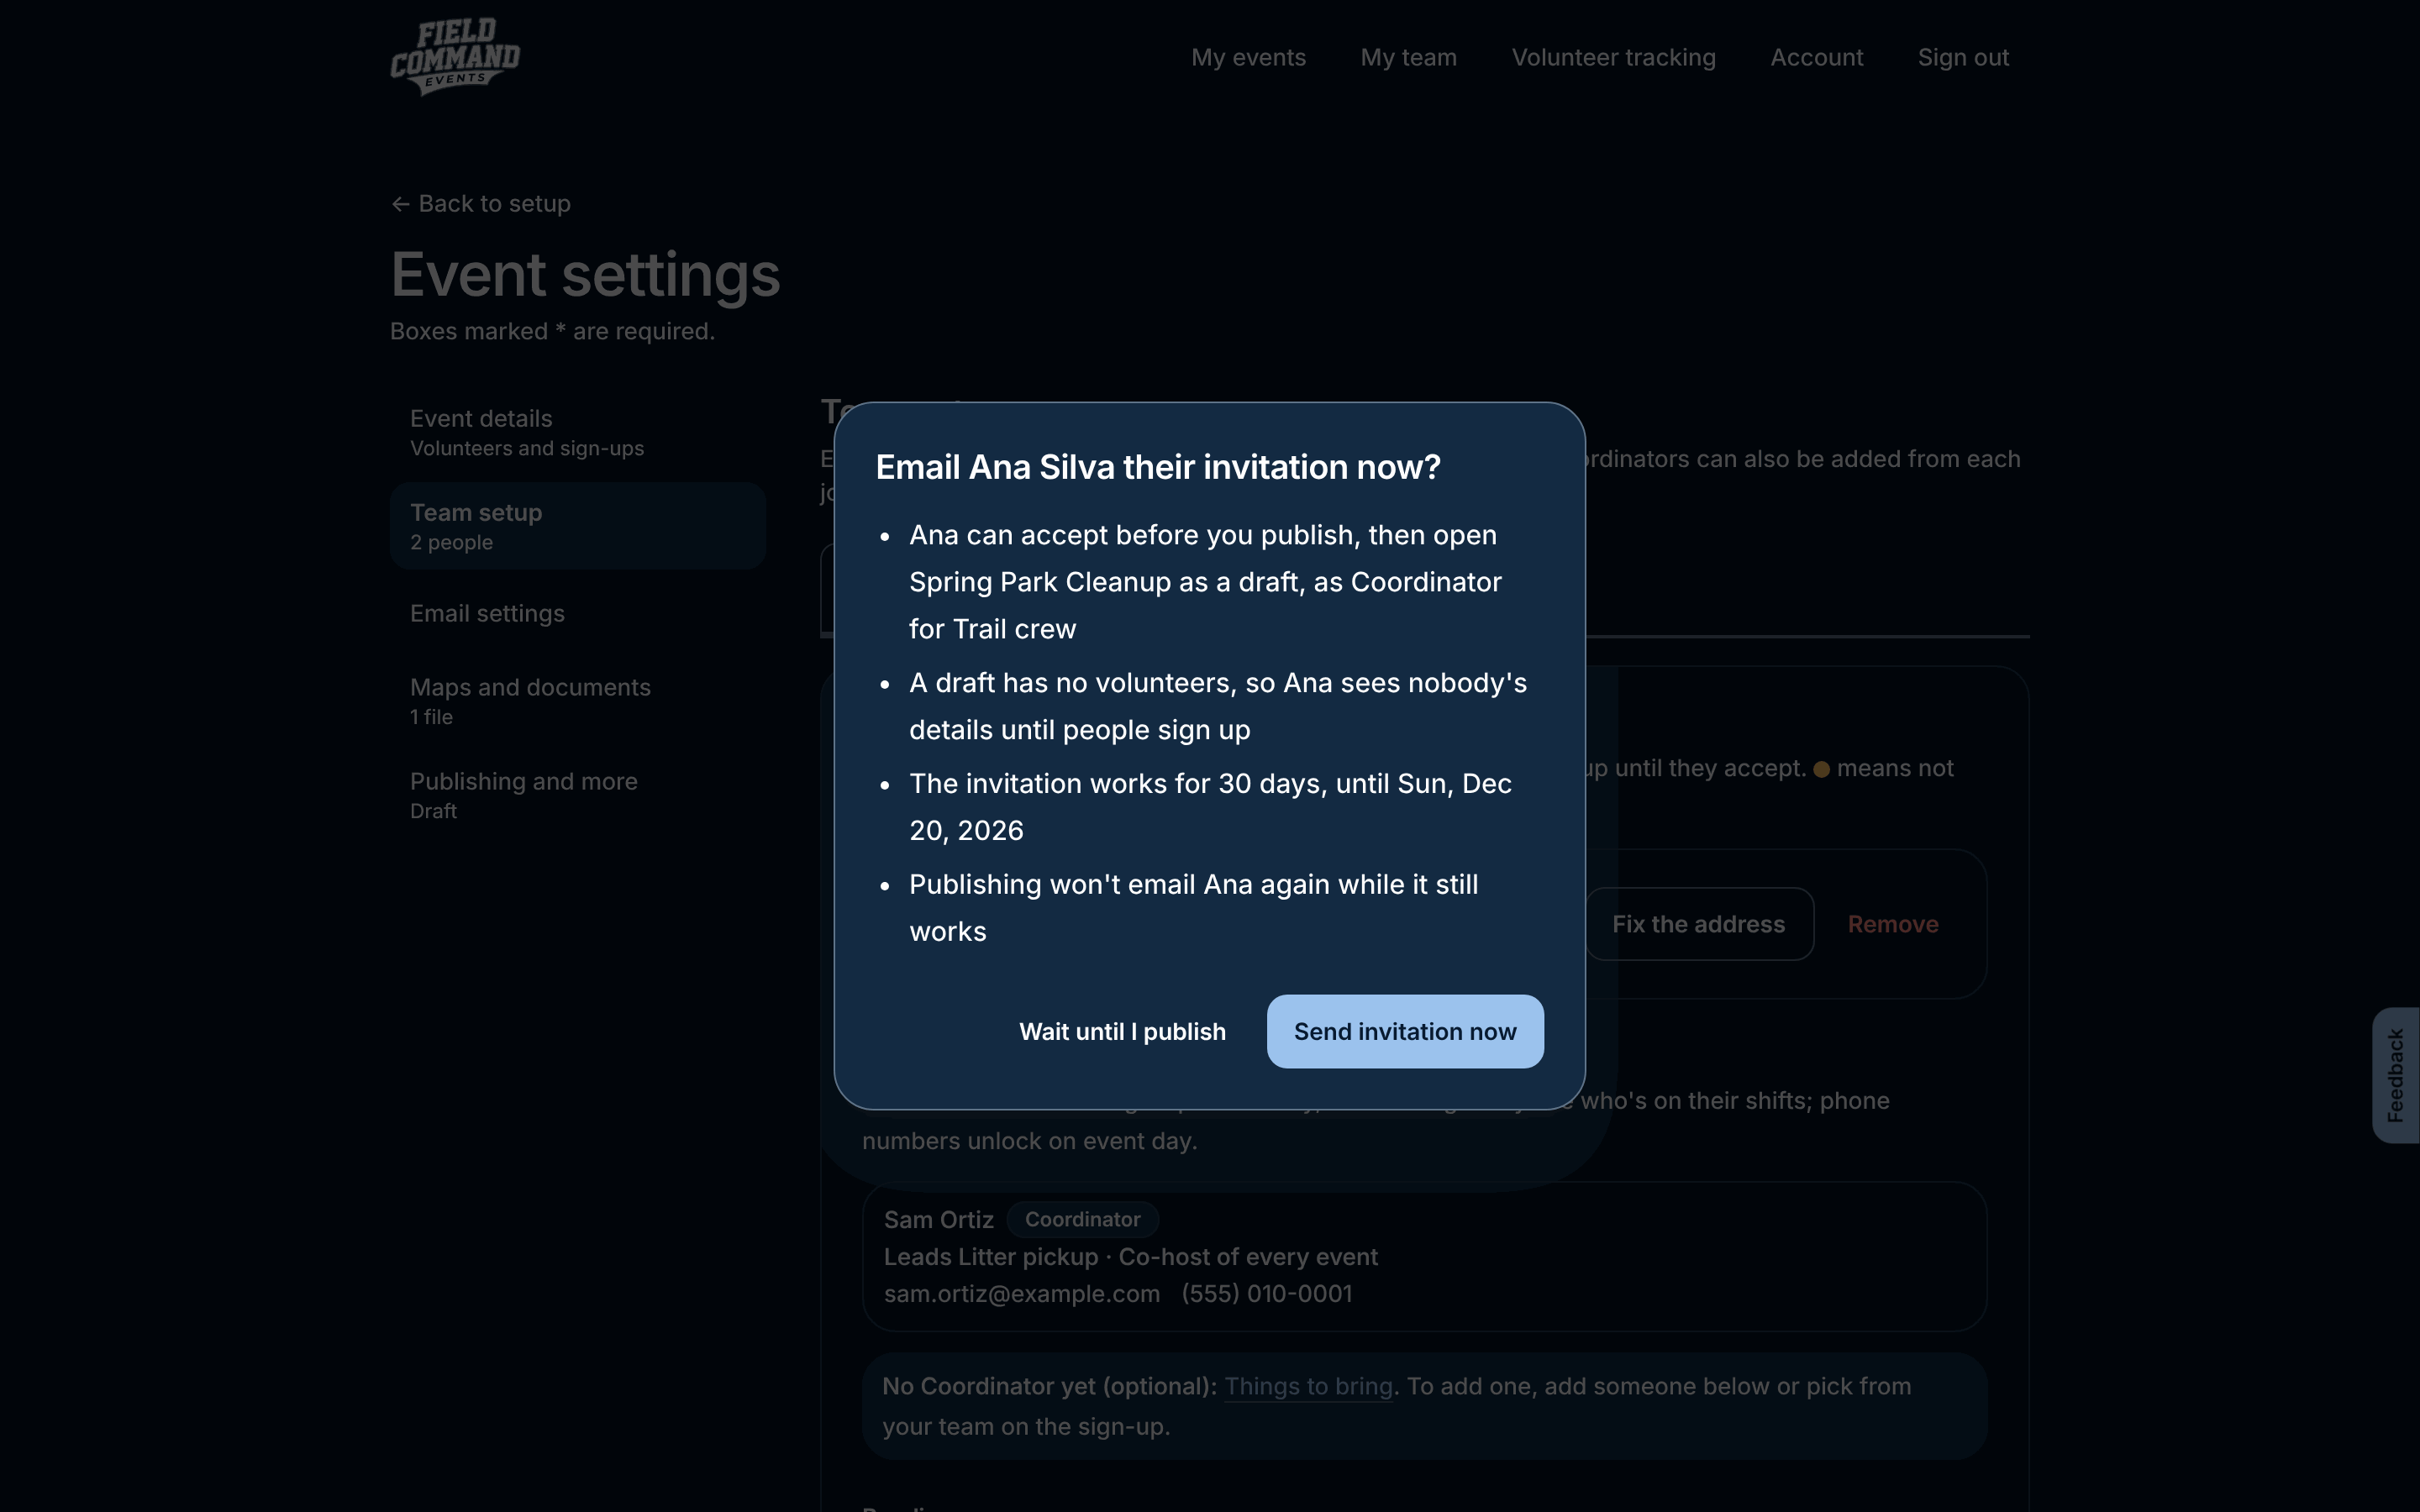 FIELD
COMMAND
EVENTS
My events
My team
Volunteer tracking
Account
Sign out
← Back to setup
Event settings
Boxes marked * are required.
Event details
Volunteers and sign-ups
Team setup
2 people
Email settings
Maps and documents
1 file
Publishing and more
Draft
can also be added from each
Email Ana Silva their invitation now?
• Ana can accept before you publish, then open
Spring Park Cleanup as a draft, as Coordinator
for Trail crew
• A draft has no volunteers, so Ana sees nobody's
details until people sign up
• The invitation works for 30 days, until Sun, Dec
20, 2026
• Publishing won't email Ana again while it still
works
Wait until I publish
Send invitation now
up until they accept. ● means not
Fix the address
Remove
who's on their shifts; phone
numbers unlock on event day.
Sam Ortiz
Coordinator
Leads Litter pickup · Co-host of every event
sam.ortiz@example.com (555) 010-0001
No Coordinator yet (optional): Things to bring. To add one, add someone below or pick from
your team on the sign-up.
Feedback